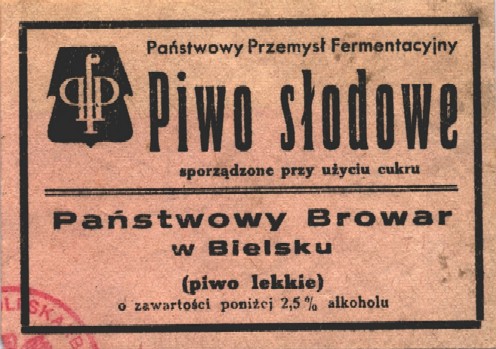 Państwowy Przemysł Fermentacyjny
Piwo słodowe
sporządzone przy użyciu cukru
Państwowy Browar
w Bielsku
(piwo lekkie)
o zawartości poniżej 2,5% alkoholu